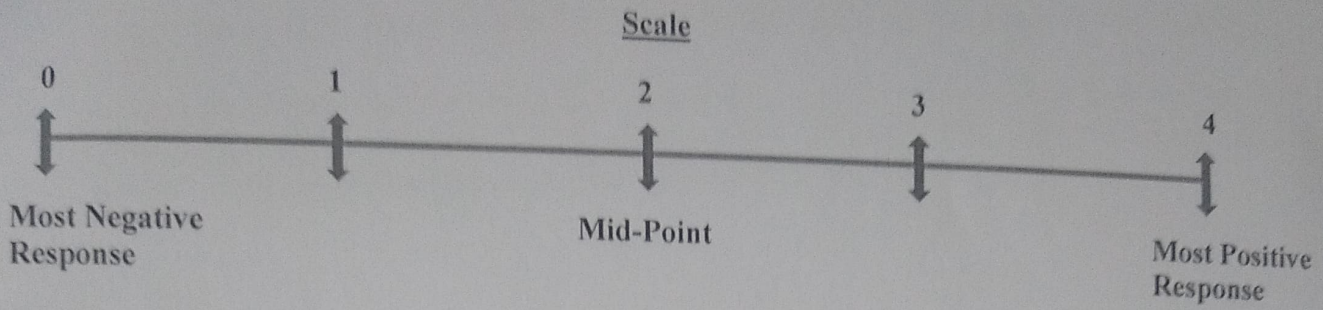 Scale
0 1 2 3 4
Most Negative
Response
Mid-Point
Most Positive
Response